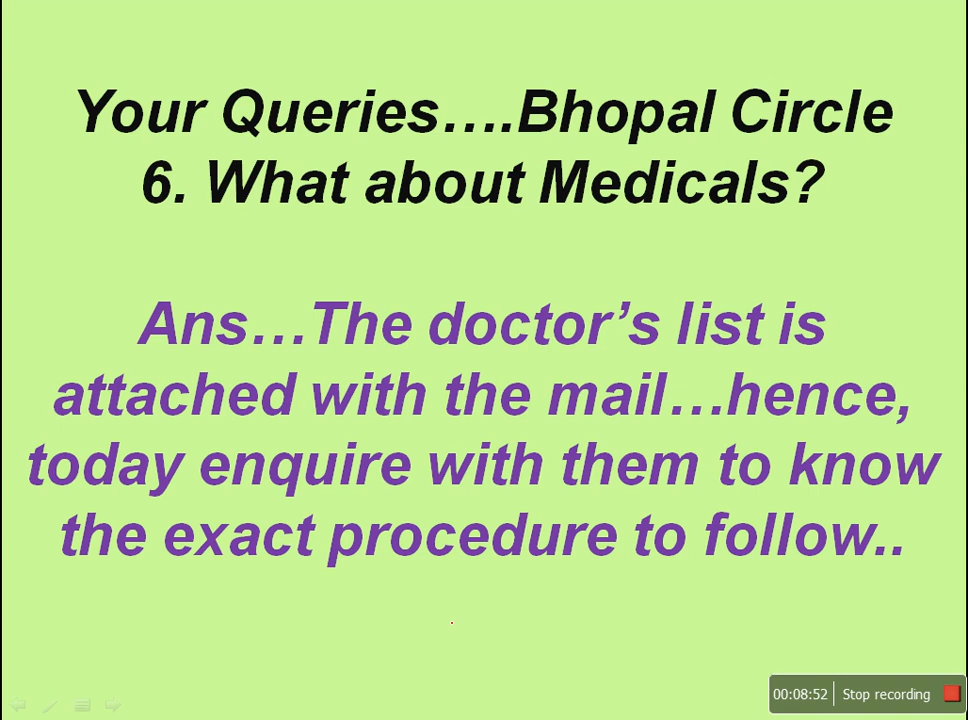 Your Queries….Bhopal Circle
6. What about Medicals?
Ans…The doctor’s list is
attached with the mail…hence,
today enquire with them to know
the exact procedure to follow..
00:08:52 Stop recording